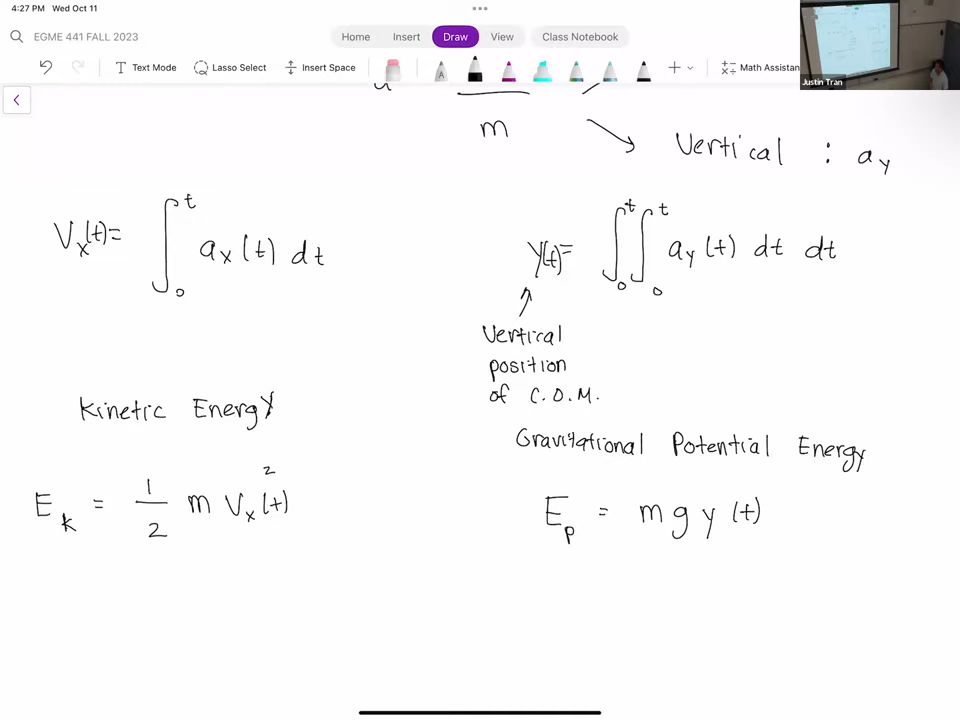 4:27 PM Wed Oct 11
EGME 441 FALL 2023
Home Insert Draw View Class Notebook
Text Mode Lasso Select Insert Space A Math Assistan
Justin Tran
m
Vertical : a_y
V_x(t) = ∫_0^t a_x(t) dt
y(t) = ∫_0^t ∫_0^t a_y(t) dt dt
Vertical
position
of C.O.M.
Kinetic Energy
Gravitational Potential Energy
E_k = 1/2 m V_x^2(t)
E_p = m g y(t)